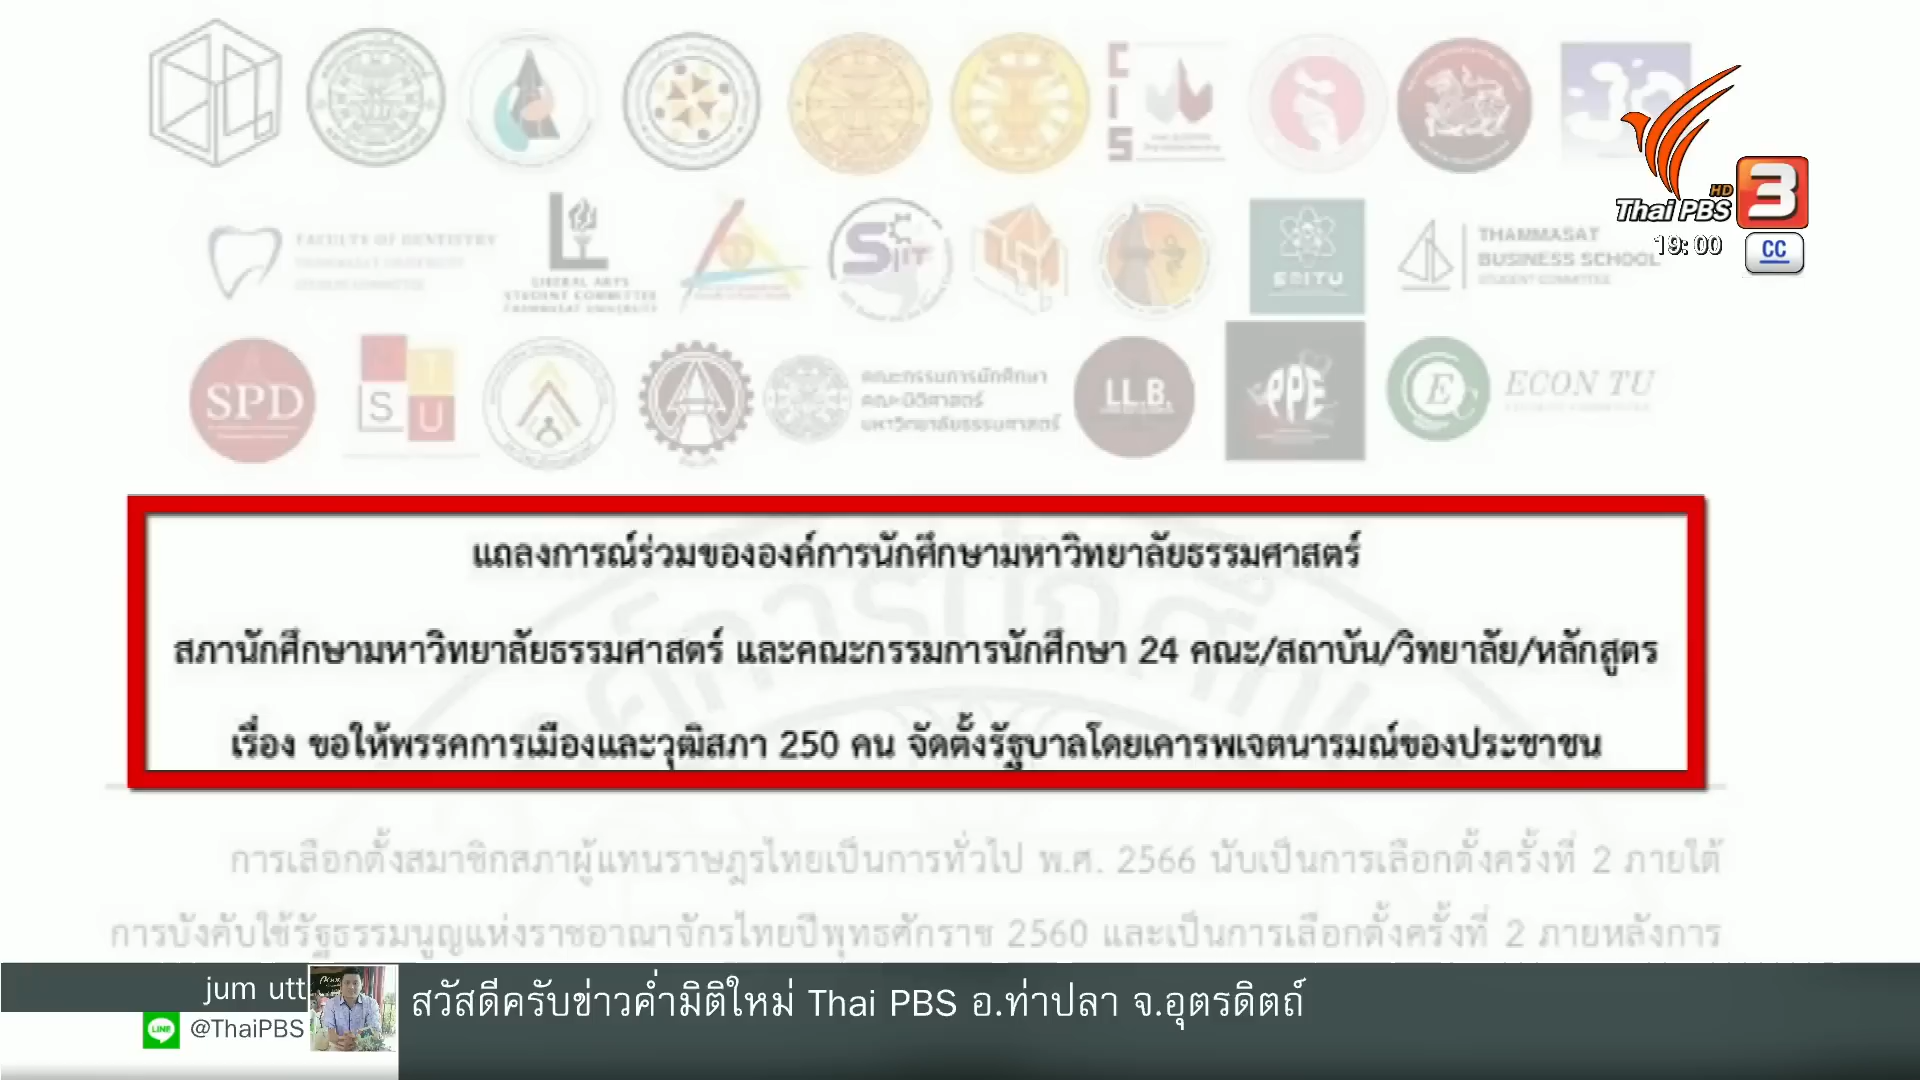 CIS
Thai PBS
HD
3
19:00
CC
FACULTY OF DENTISTRY
THAMMASAT UNIVERSITY
STUDENT COMMITTEE
LIBERAL ARTS
STUDENT COMMITTEE
THAMMASAT UNIVERSITY
SIIT
SBITU
THAMMASAT
BUSINESS SCHOOL
STUDENT COMMITTEE
SPD
S
T
U
คณะกรรมการนักศึกษา
คณะนิติศาสตร์
มหาวิทยาลัยธรรมศาสตร์
LL.B.
PPE
ECON TU
แถลงการณ์ร่วมขององค์การนักศึกษามหาวิทยาลัยธรรมศาสตร์
สภานักศึกษามหาวิทยาลัยธรรมศาสตร์ และคณะกรรมการนักศึกษา 24 คณะ/สถาบัน/วิทยาลัย/หลักสูตร
เรื่อง ขอให้พรรคการเมืองและวุฒิสภา 250 คน จัดตั้งรัฐบาลโดยเคารพเจตนารมณ์ของประชาชน
การเลือกตั้งสมาชิกสภาผู้แทนราษฎรไทยเป็นการทั่วไป พ.ศ. 2566 นับเป็นการเลือกตั้งครั้งที่ 2 ภายใต้
การบังคับใช้รัฐธรรมนูญแห่งราชอาณาจักรไทยปีพุทธศักราช 2560 และเป็นการเลือกตั้งครั้งที่ 2 ภายหลังการ
jum utt
LINE @ThaiPBS
สวัสดีครับข่าวค่ำมิติใหม่ Thai PBS อ.ท่าปลา จ.อุตรดิตถ์